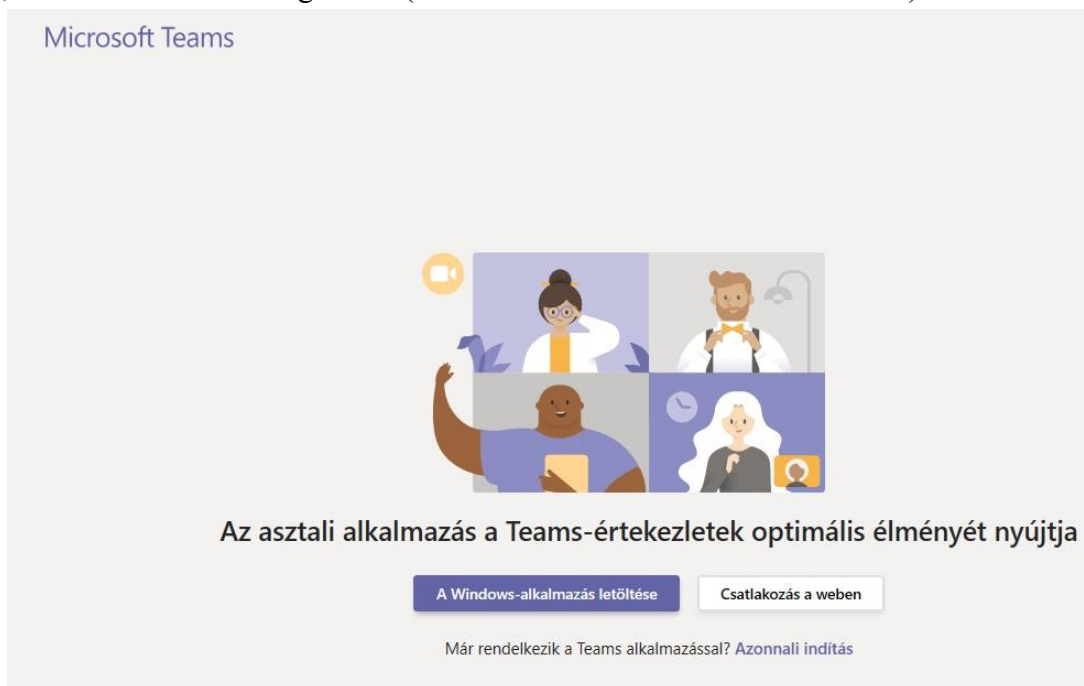 Microsoft Teams
Az asztali alkalmazás a Teams-értekezletek optimális élményét nyújtja
A Windows-alkalmazás letöltése
Csatlakozás a weben
Már rendelkezik a Teams alkalmazással? Azonnali indítás